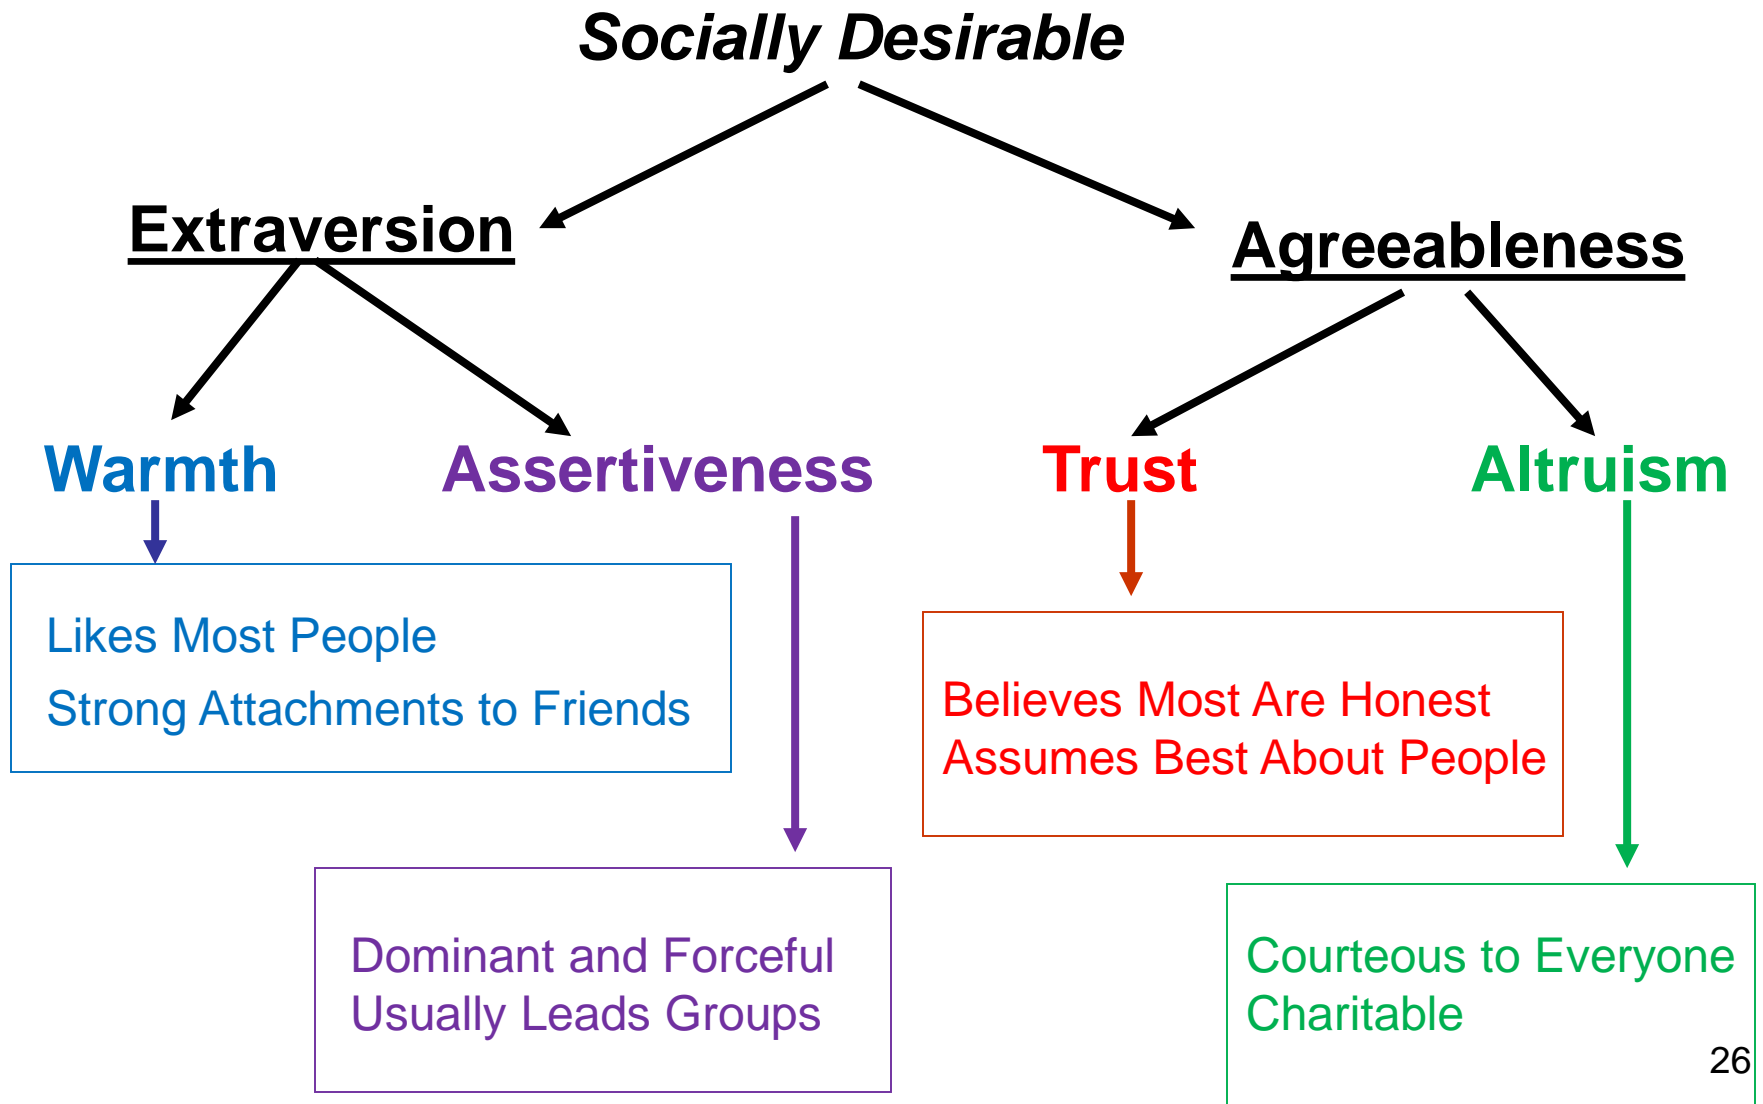 Socially Desirable
Extraversion
Agreeableness
Warmth
Assertiveness
Trust
Altruism
Likes Most People
Strong Attachments to Friends
Believes Most Are Honest
Assumes Best About People
Dominant and Forceful
Usually Leads Groups
Courteous to Everyone
Charitable
26